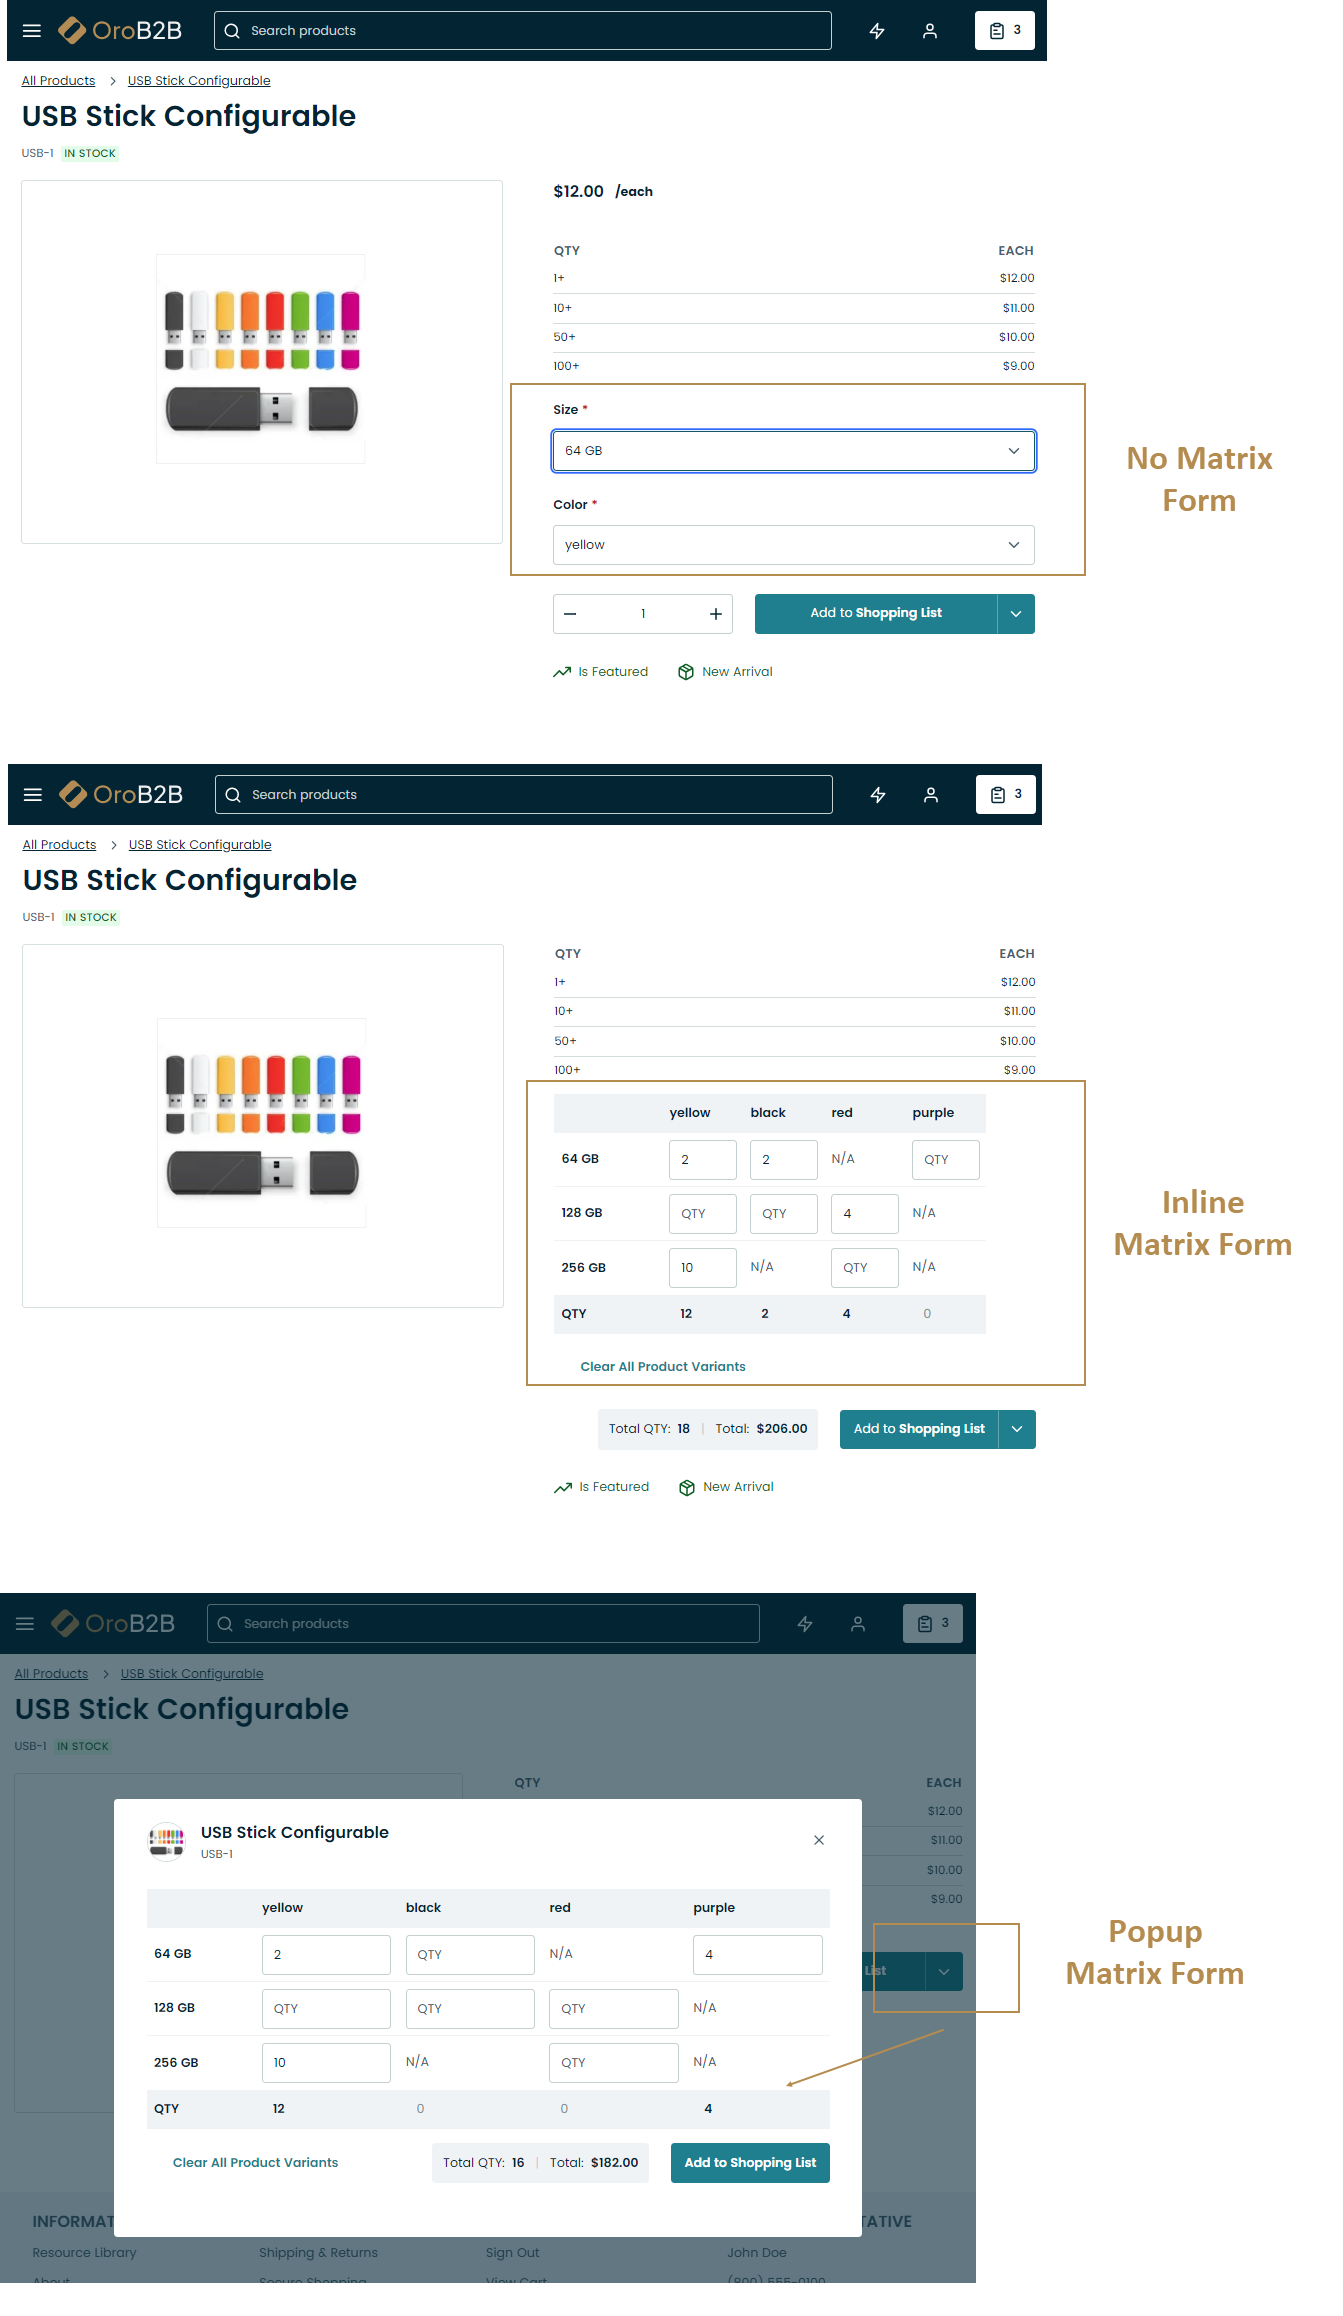 OroB2B Search products 3
All Products > USB Stick Configurable
USB Stick Configurable
USB-1 IN STOCK
$12.00 /each
QTY EACH
1+ $12.00
10+ $11.00
50+ $10.00
100+ $9.00
Size *
64 GB
Color *
yellow
No Matrix
Form
1 Add to Shopping List
Is Featured New Arrival
OroB2B Search products 3
All Products > USB Stick Configurable
USB Stick Configurable
USB-1 IN STOCK
QTY EACH
1+ $12.00
10+ $11.00
50+ $10.00
100+ $9.00
yellow black red purple
64 GB 2 2 N/A QTY
128 GB QTY QTY 4 N/A
256 GB 10 N/A QTY N/A
QTY 12 2 4 0
Clear All Product Variants
Inline
Matrix Form
Total QTY: 18 | Total: $206.00 Add to Shopping List
Is Featured New Arrival
OroB2B Search products 3
All Products > USB Stick Configurable
USB Stick Configurable
USB-1 IN STOCK
QTY EACH
$12.00
$11.00
$10.00
$9.00
List
USB Stick Configurable
USB-1
yellow black red purple
64 GB 2 QTY N/A 4
128 GB QTY QTY QTY N/A
256 GB 10 N/A QTY N/A
QTY 12 0 0 4
Clear All Product Variants Total QTY: 16 | Total: $182.00 Add to Shopping List
Popup
Matrix Form
INFORMAT TATIVE
Resource Library Shipping & Returns Sign Out John Doe
About Secure Shopping View Cart (800) 555-0100